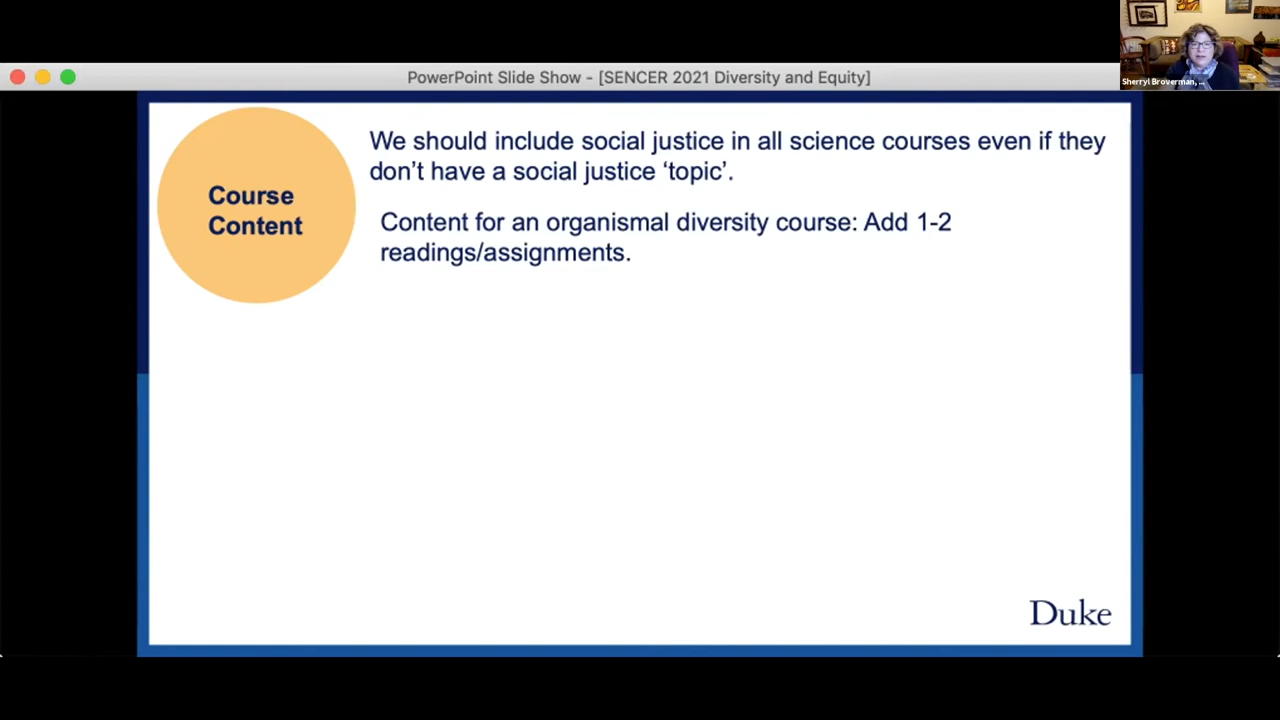 PowerPoint Slide Show - [SENCER 2021 Diversity and Equity]
Sherryl Broverman, ...
Course
Content
We should include social justice in all science courses even if they
don’t have a social justice ‘topic’.
Content for an organismal diversity course: Add 1-2
readings/assignments.
Duke